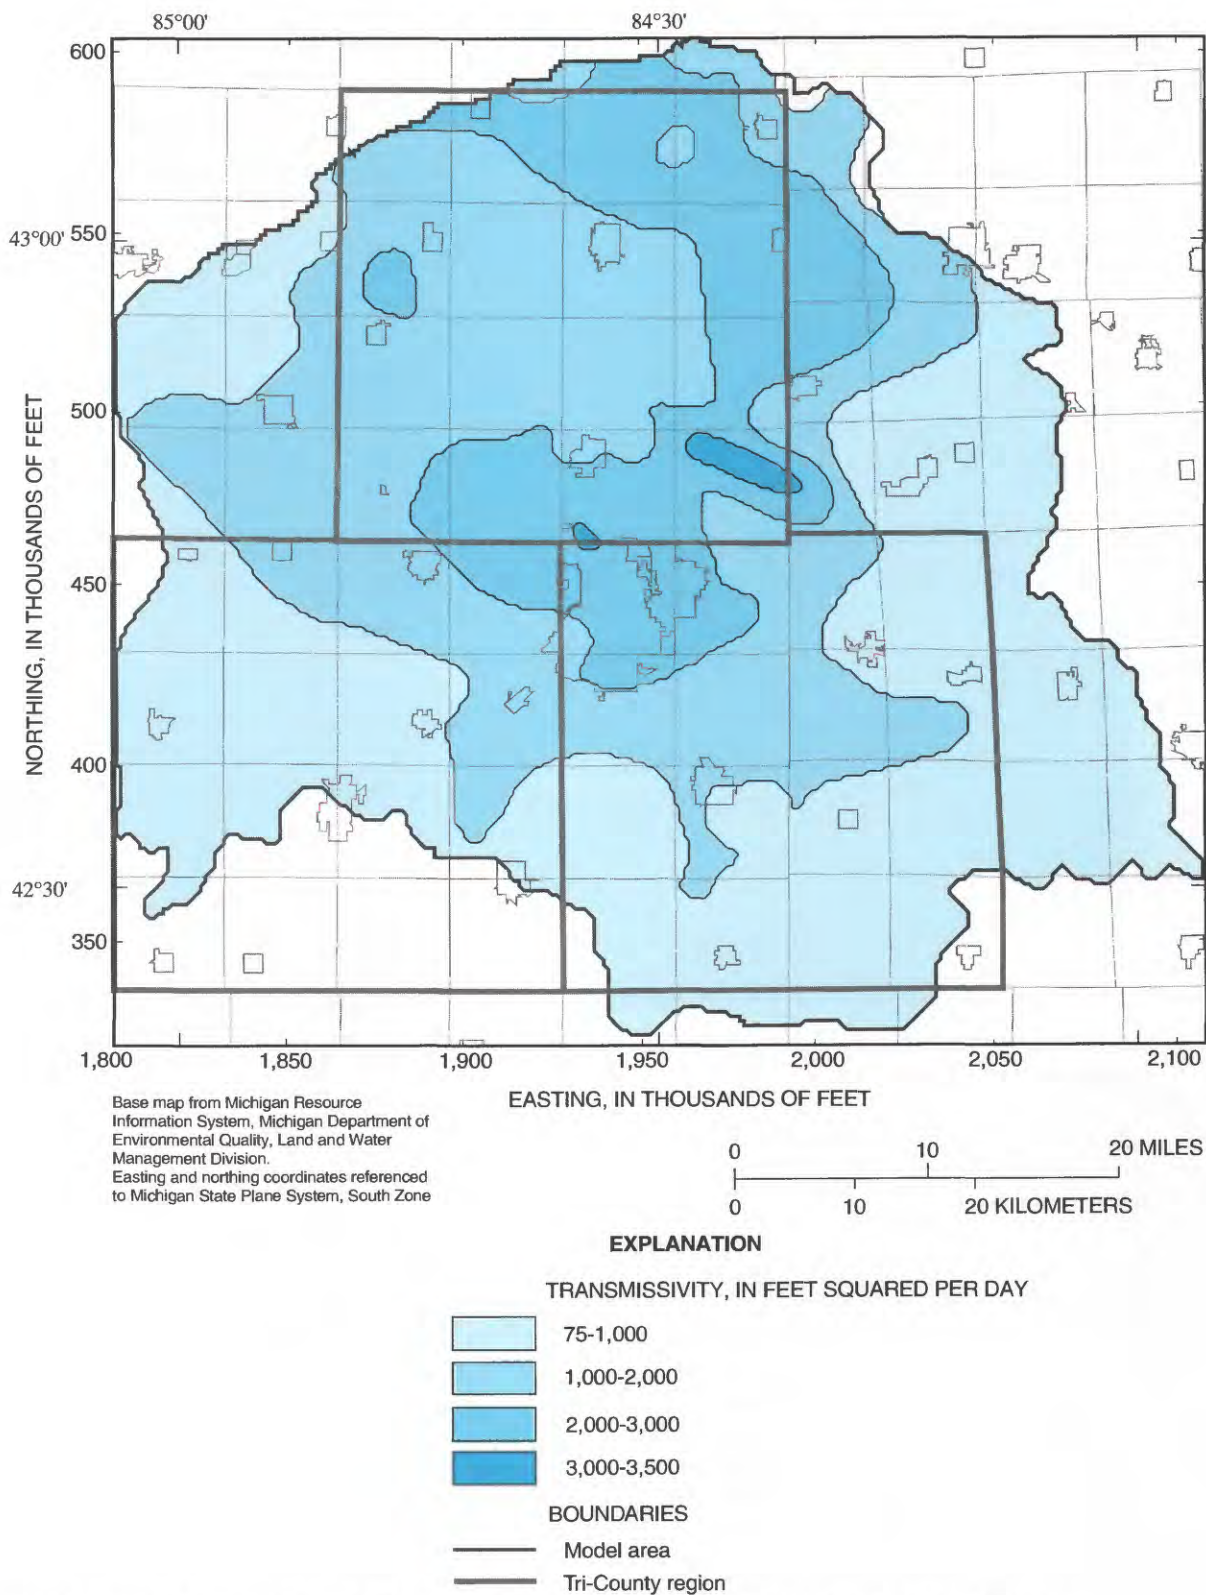 85°00'
84°30'
600
43°00'
550
500
NORTHING, IN THOUSANDS OF FEET
450
400
42°30'
350
1,800
1,850
1,900
1,950
2,000
2,050
2,100
EASTING, IN THOUSANDS OF FEET
Base map from Michigan Resource
Information System, Michigan Department of
Environmental Quality, Land and Water
Management Division.
Easting and northing coordinates referenced
to Michigan State Plane System, South Zone
0 10 20 MILES
0 10 20 KILOMETERS
EXPLANATION
TRANSMISSIVITY, IN FEET SQUARED PER DAY
75-1,000
1,000-2,000
2,000-3,000
3,000-3,500
BOUNDARIES
Model area
Tri-County region